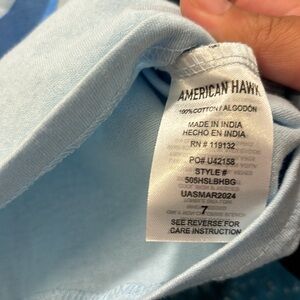 AMERICAN HAWK
100% COTTON / ALGODÓN
MADE IN INDIA
HECHO EN INDIA
RN # 119132
PO# U42158
STYLE #
505HSLBHBG
UASMAR2024
7
SEE REVERSE FOR
CARE INSTRUCTION